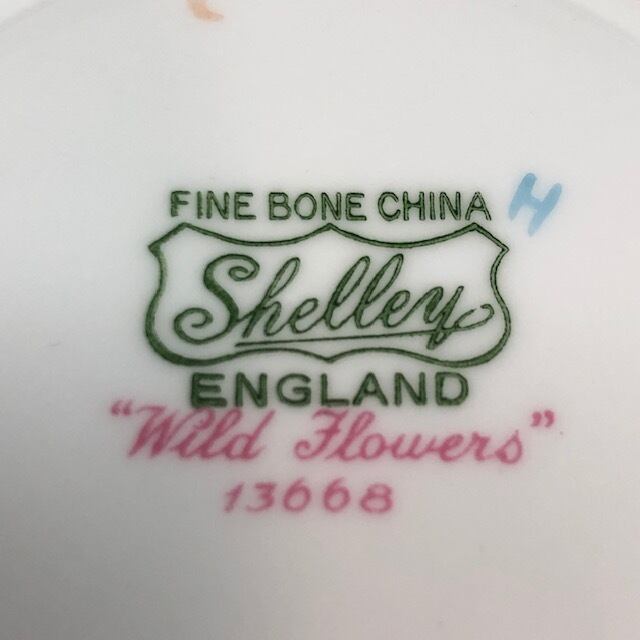 FINE BONE CHINA H
Shelley
ENGLAND
"Wild Flowers"
13668